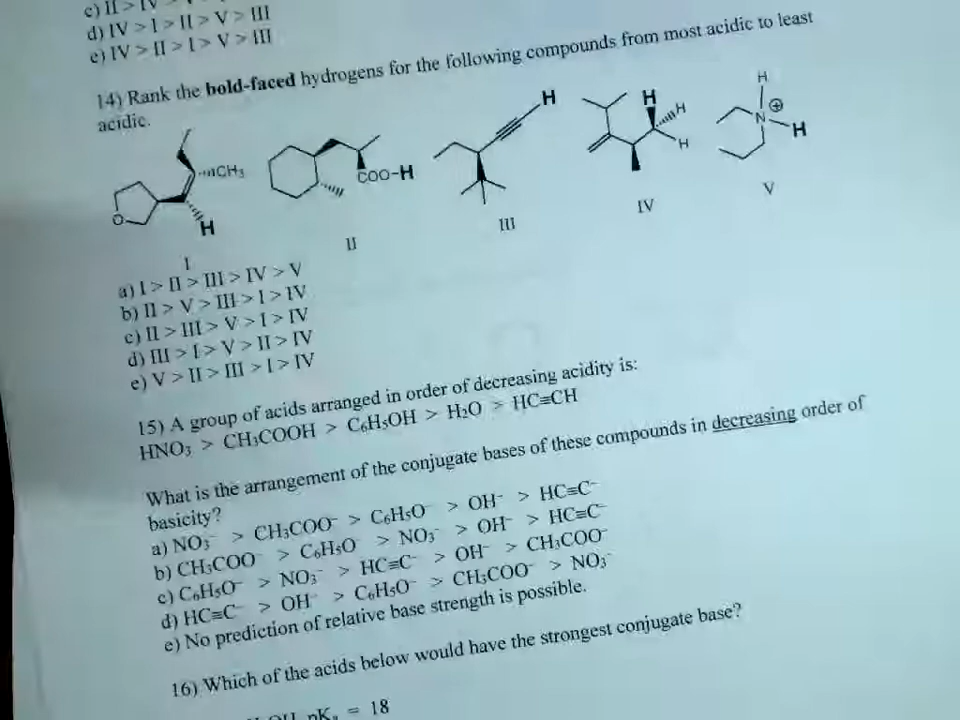 c) II > IV
d) IV > I > II > V > III
e) IV > II > I > V > III
14) Rank the bold-faced hydrogens for the following compounds from most acidic to least
acidic.
H
H
H
H
H
CH₃
COO-H
N
⊕
H
O
H
I
II
III
IV
V
a) I > II > III > IV > V
b) II > V > III > I > IV
c) II > III > V > I > IV
d) III > I > V > II > IV
e) V > II > III > I > IV
15) A group of acids arranged in order of decreasing acidity is:
HNO₃ > CH₃COOH > C₆H₅OH > H₂O > HC≡CH
What is the arrangement of the conjugate bases of these compounds in decreasing order of
basicity?
a) NO₃⁻ > CH₃COO⁻ > C₆H₅O⁻ > OH⁻ > HC≡C⁻
b) CH₃COO⁻ > C₆H₅O⁻ > NO₃⁻ > OH⁻ > HC≡C⁻
c) C₆H₅O⁻ > NO₃⁻ > HC≡C⁻ > OH⁻ > CH₃COO⁻
d) HC≡C⁻ > OH⁻ > C₆H₅O⁻ > CH₃COO⁻ > NO₃⁻
e) No prediction of relative base strength is possible.
16) Which of the acids below would have the strongest conjugate base?
pKₐ = 18